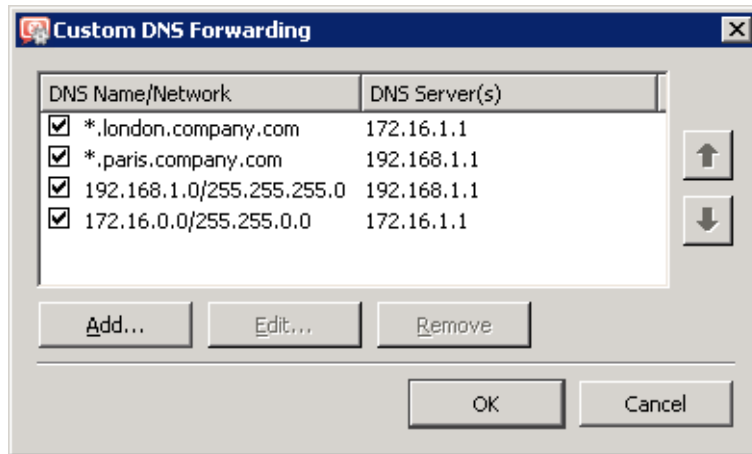 Custom DNS Forwarding
DNS Name/Network DNS Server(s)
*.london.company.com 172.16.1.1
*.paris.company.com 192.168.1.1
192.168.1.0/255.255.255.0 192.168.1.1
172.16.0.0/255.255.0.0 172.16.1.1
Add... Edit... Remove
OK Cancel